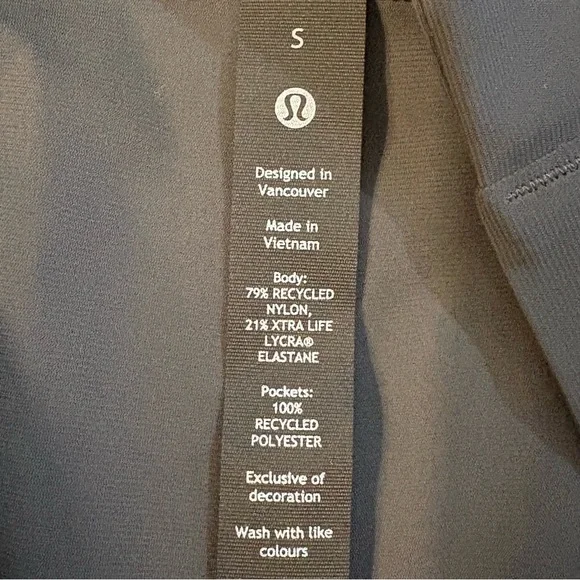 S
Designed in
Vancouver
Made in
Vietnam
Body:
79% RECYCLED
NYLON,
21% XTRA LIFE
LYCRA®
ELASTANE
Pockets:
100%
RECYCLED
POLYESTER
Exclusive of
decoration
Wash with like
colours